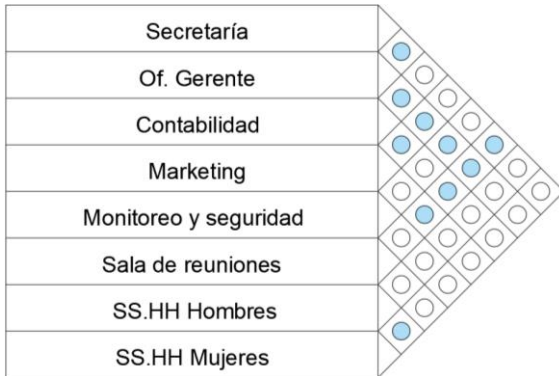 Secretaría
Of. Gerente
Contabilidad
Marketing
Monitoreo y seguridad
Sala de reuniones
SS.HH Hombres
SS.HH Mujeres